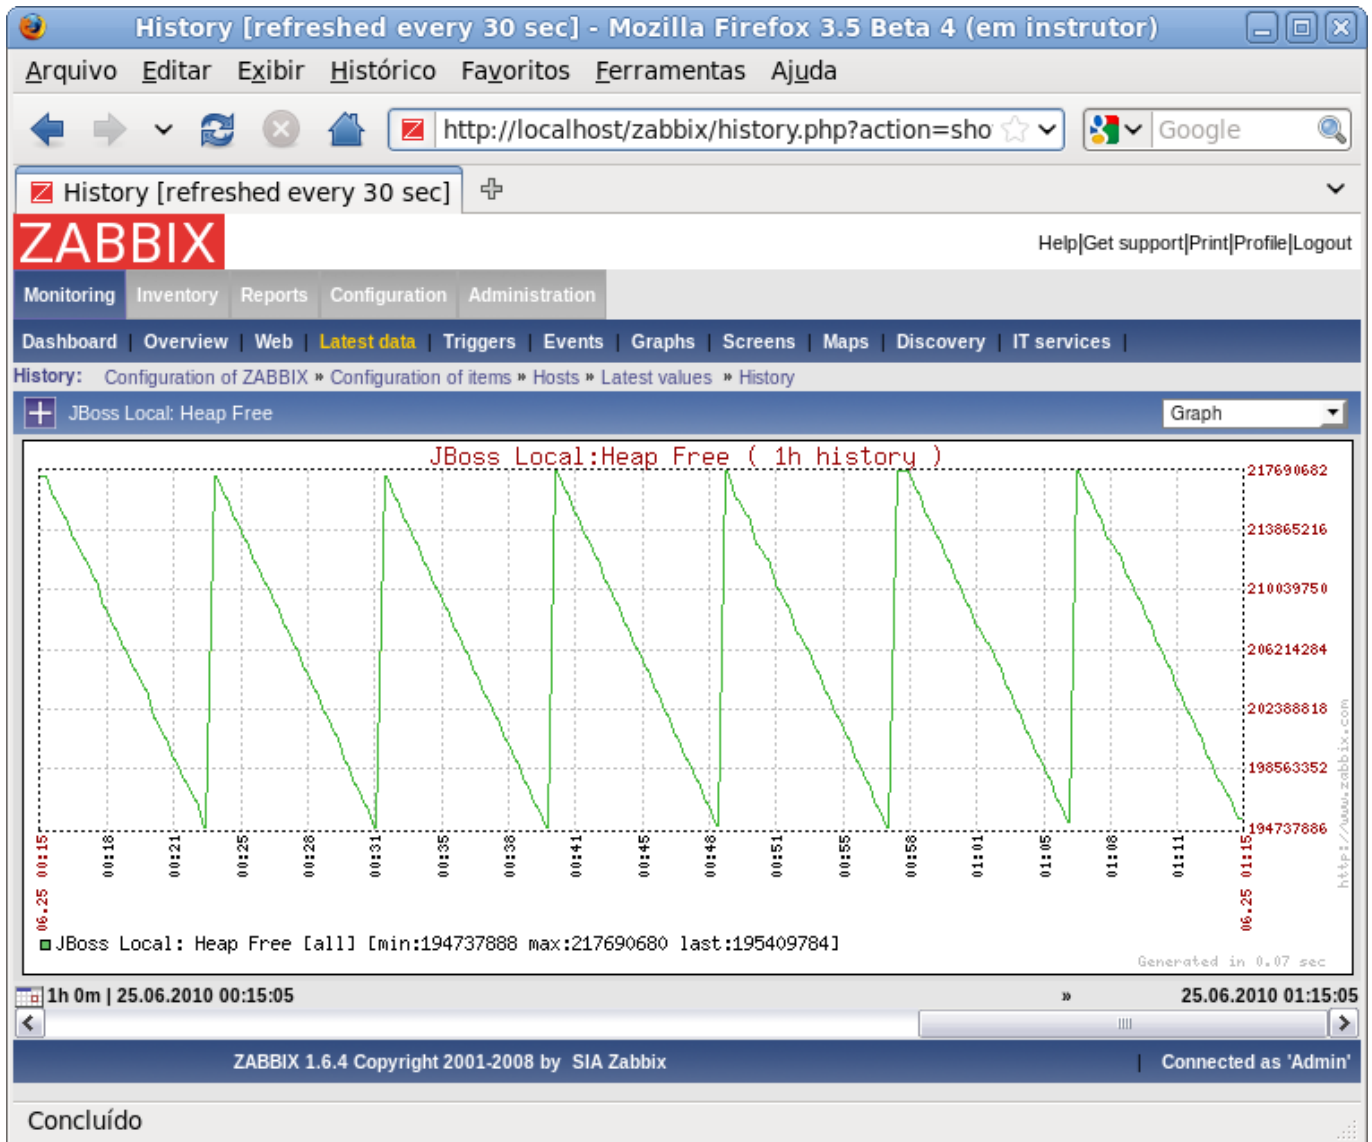 History [refreshed every 30 sec] - Mozilla Firefox 3.5 Beta 4 (em instrutor)
Arquivo Editar Exibir Histórico Favoritos Ferramentas Ajuda
http://localhost/zabbix/history.php?action=sho
Google
History [refreshed every 30 sec]
ZABBIX
Help|Get support|Print|Profile|Logout
Monitoring Inventory Reports Configuration Administration
Dashboard | Overview | Web | Latest data | Triggers | Events | Graphs | Screens | Maps | Discovery | IT services |
History: Configuration of ZABBIX » Configuration of items » Hosts » Latest values » History
JBoss Local: Heap Free
Graph
JBoss Local:Heap Free ( 1h history )
217690682
213865216
210039750
206214284
202388818
198563352
194737886
06.25 00:15 00:18 00:21 00:25 00:28 00:31 00:35 00:38 00:41 00:45 00:48 00:51 00:55 00:58 01:01 01:05 01:08 01:11 06.25 01:15
http://www.zabbix.com
JBoss Local: Heap Free [all] [min:194737888 max:217690680 last:195409784]
Generated in 0.07 sec
1h 0m | 25.06.2010 00:15:05 » 25.06.2010 01:15:05
ZABBIX 1.6.4 Copyright 2001-2008 by SIA Zabbix | Connected as 'Admin'
Concluído